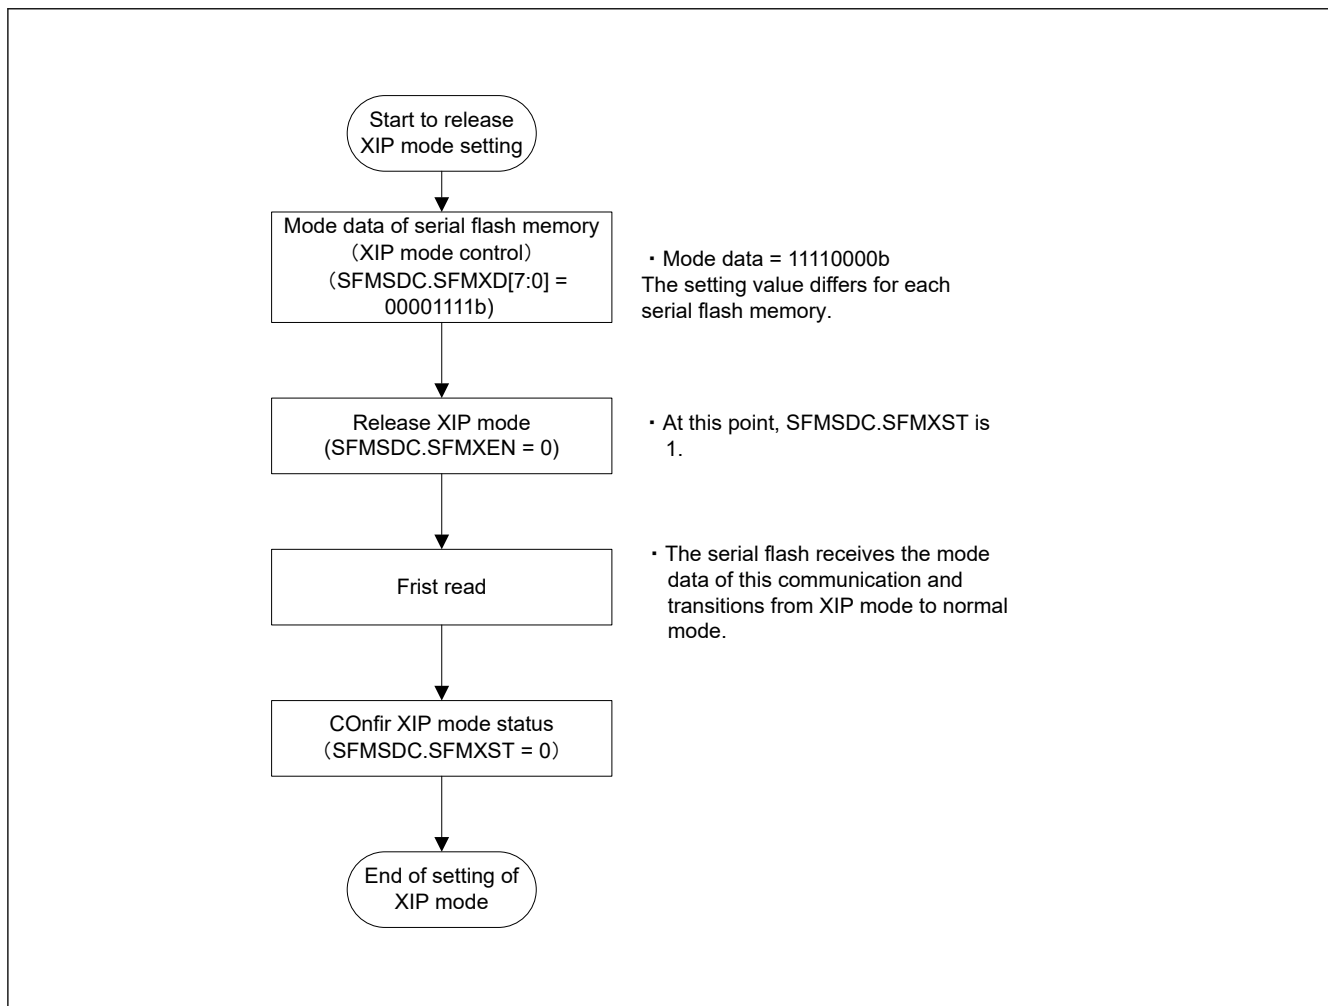 Start to release
XIP mode setting
Mode data of serial flash memory
（XIP mode control）
（SFMSDC.SFMXD[7:0] =
00001111b)
・Mode data = 11110000b
The setting value differs for each
serial flash memory.
Release XIP mode
(SFMSDC.SFMXEN = 0)
・At this point, SFMSDC.SFMXST is
1.
Frist read
・The serial flash receives the mode
data of this communication and
transitions from XIP mode to normal
mode.
COnfir XIP mode status
（SFMSDC.SFMXST = 0）
End of setting of
XIP mode